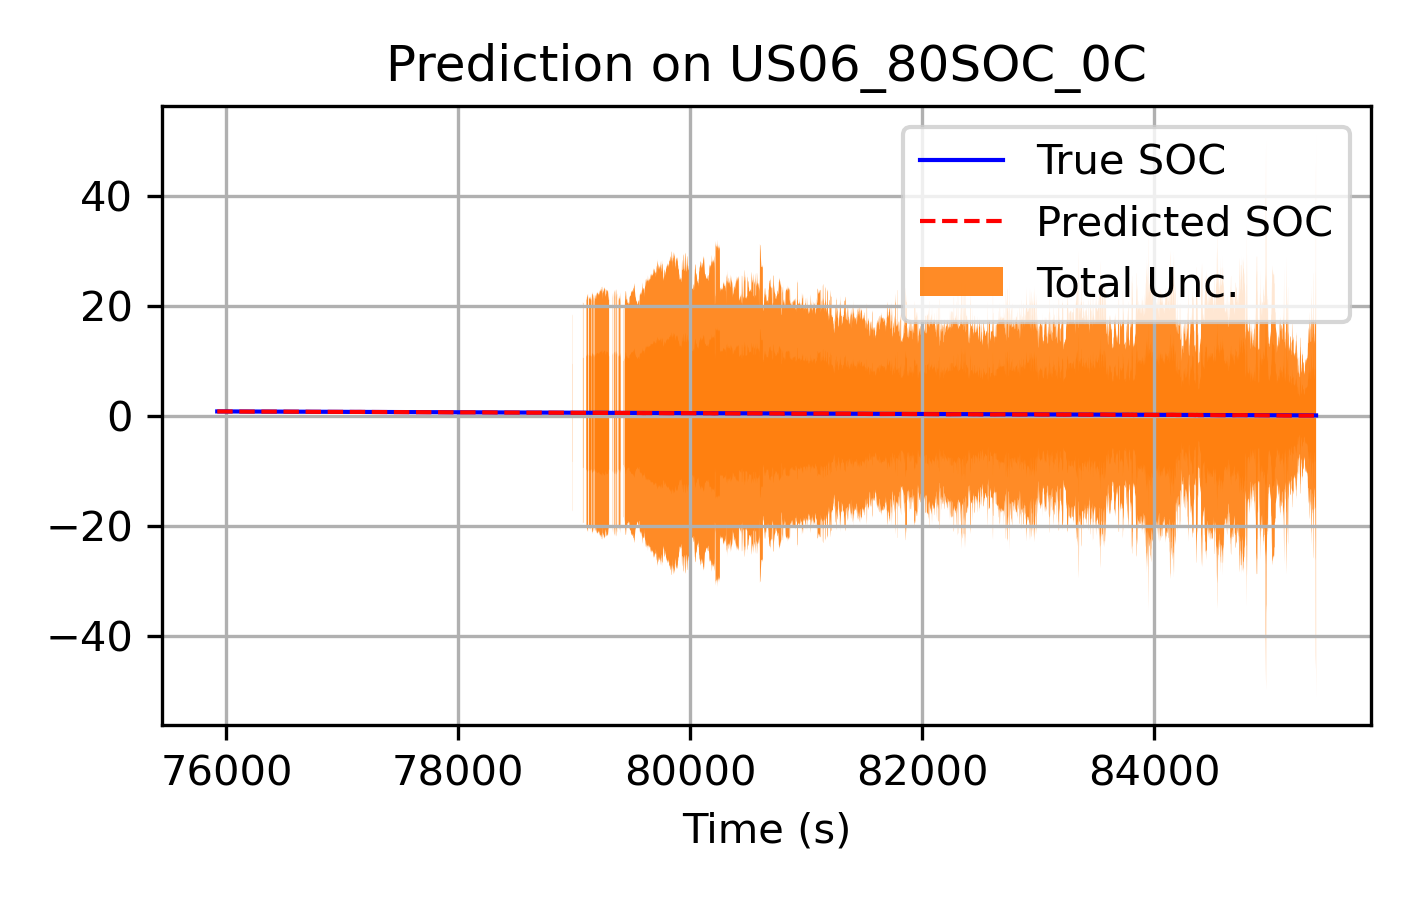 Prediction on US06_80SOC_0C
True SOC
Predicted SOC
Total Unc.
40
20
0
−20
−40
76000 78000 80000 82000 84000
Time (s)